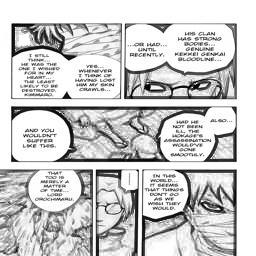 HIS CLAN
HAS STRONG
BODIES...
GENUINE
KEKKEI GENKAI
BLOODLINE...
...OR HAD...
UNTIL
RECENTLY.
YES...
WHENEVER
I THINK OF
HAVING LOST
HIM MY SKIN
CRAWLS...
I STILL
THINK...
HE WAS THE
ONE I WISHED
FOR IN MY
HEART...
THE LEAST
LIKELY TO BE
DESTROYED...
KIMIMARO.
ALSO...
HAD HE
NOT BEEN
ILL, THE
HOKAGE'S
ASSASSINATION
WOULD'VE
GONE
SMOOTHLY.
AND YOU
WOULDN'T
SUFFER
LIKE THIS.
IN THIS
WORLD...
IT SEEMS
THAT THINGS
DON'T GO
AS WE
WISH THEY
WOULD.
!
THAT
TOO IS
MERELY A
MATTER OF
TIME...
LORD
OROCHIMARU.